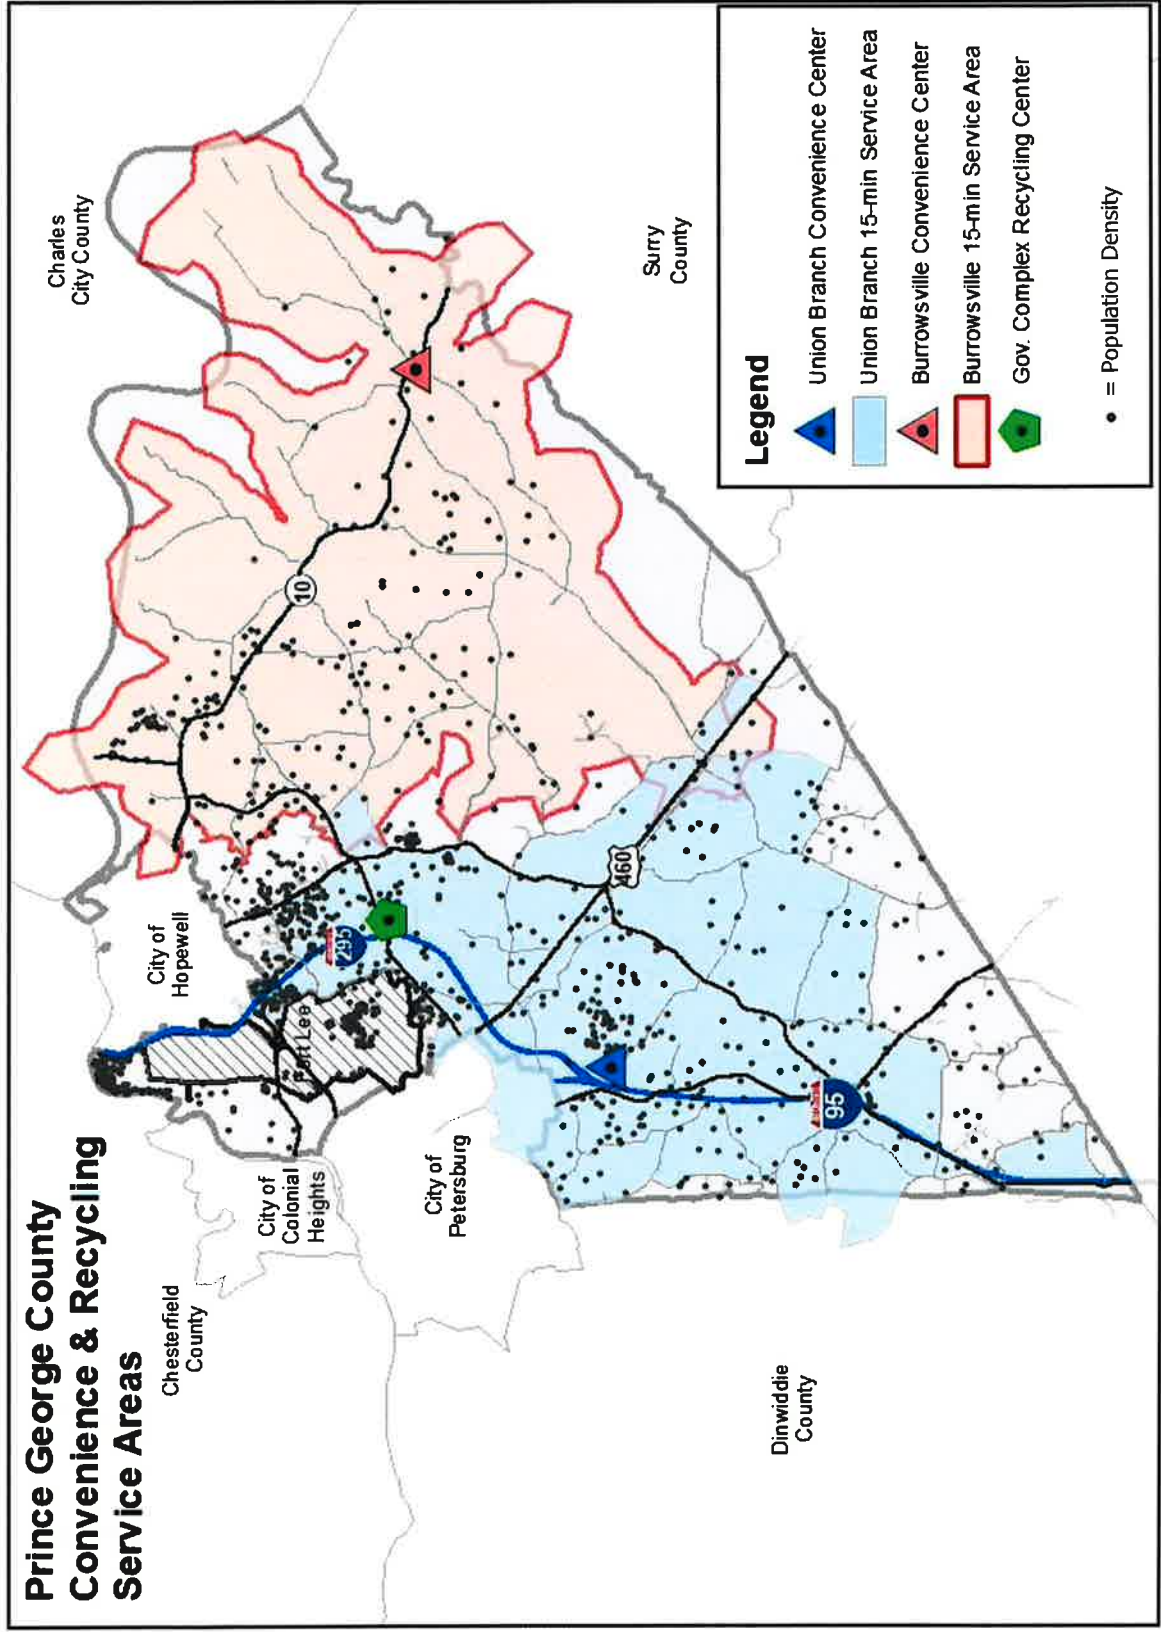 Prince George County
Convenience & Recycling
Service Areas
Charles
City County
City of
Hopewell
Chesterfield
County
City of
Colonial
Heights
Fort Lee
City of
Petersburg
Surry
County
Dinwiddie
County
10
295
460
95
Legend
Union Branch Convenience Center
Union Branch 15-min Service Area
Burrowsville Convenience Center
Burrowsville 15-min Service Area
Gov. Complex Recycling Center
= Population Density